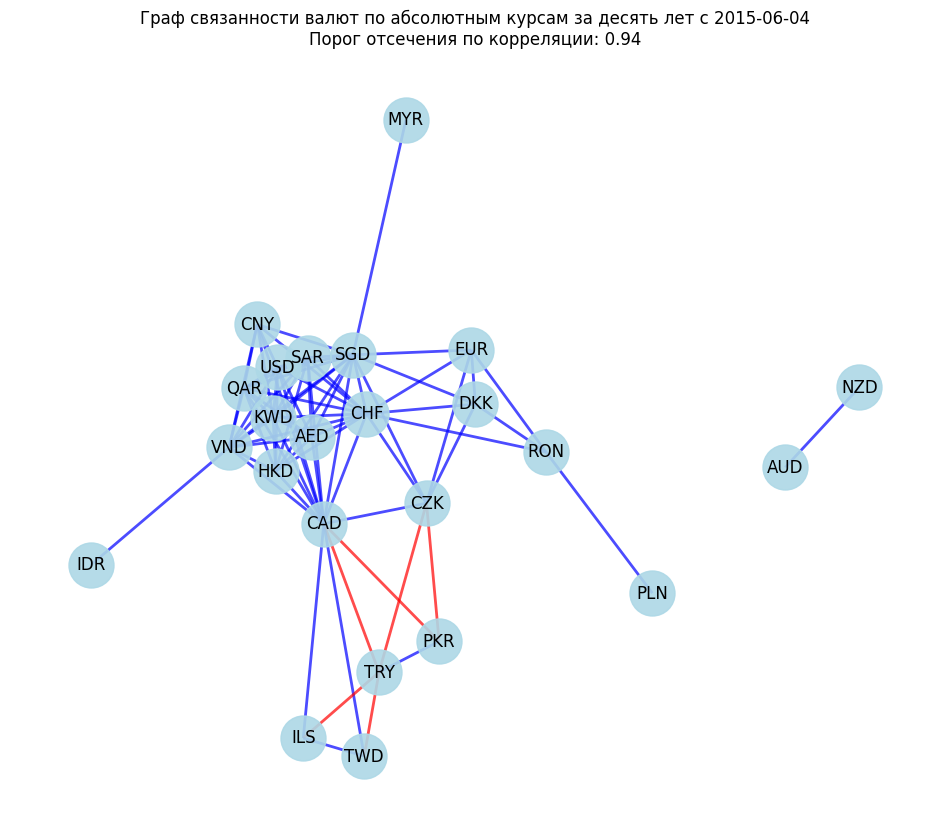 Граф связанности валют по абсолютным курсам за десять лет с 2015-06-04
Порог отсечения по корреляции: 0.94
MYR
CNY
SAR
SGD
EUR
USD
QAR
NZD
DKK
KWD
CHF
AED
VND
RON
HKD
AUD
CZK
CAD
IDR
PLN
PKR
TRY
ILS
TWD